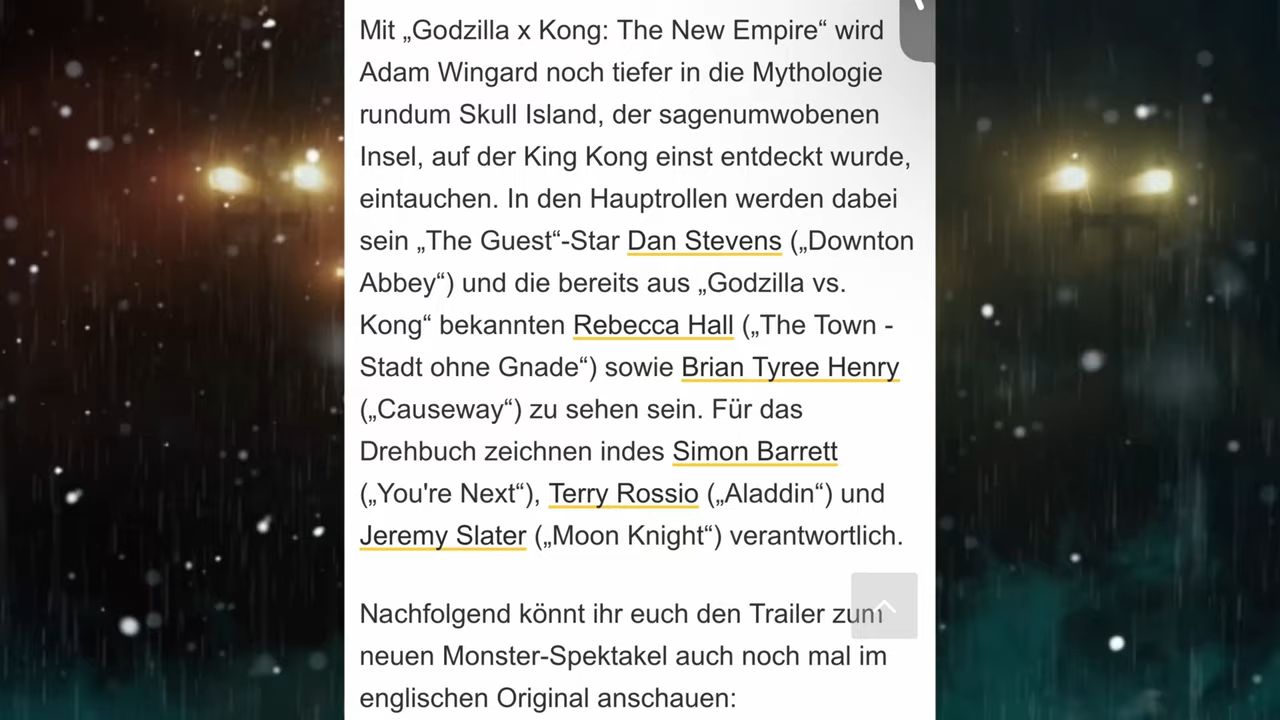 Mit „Godzilla x Kong: The New Empire“ wird
Adam Wingard noch tiefer in die Mythologie
rundum Skull Island, der sagenumwobenen
Insel, auf der King Kong einst entdeckt wurde,
eintauchen. In den Hauptrollen werden dabei
sein „The Guest“-Star Dan Stevens („Downton
Abbey“) und die bereits aus „Godzilla vs.
Kong“ bekannten Rebecca Hall („The Town -
Stadt ohne Gnade“) sowie Brian Tyree Henry
(„Causeway“) zu sehen sein. Für das
Drehbuch zeichnen indes Simon Barrett
(„You're Next“), Terry Rossio („Aladdin“) und
Jeremy Slater („Moon Knight“) verantwortlich.
Nachfolgend könnt ihr euch den Trailer zum
neuen Monster-Spektakel auch noch mal im
englischen Original anschauen: